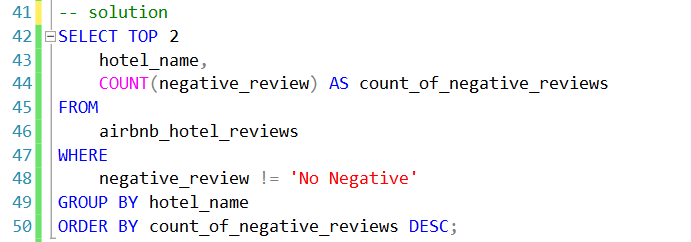 41 -- solution
42 SELECT TOP 2
43 hotel_name,
44 COUNT(negative_review) AS count_of_negative_reviews
45 FROM
46 airbnb_hotel_reviews
47 WHERE
48 negative_review != 'No Negative'
49 GROUP BY hotel_name
50 ORDER BY count_of_negative_reviews DESC;